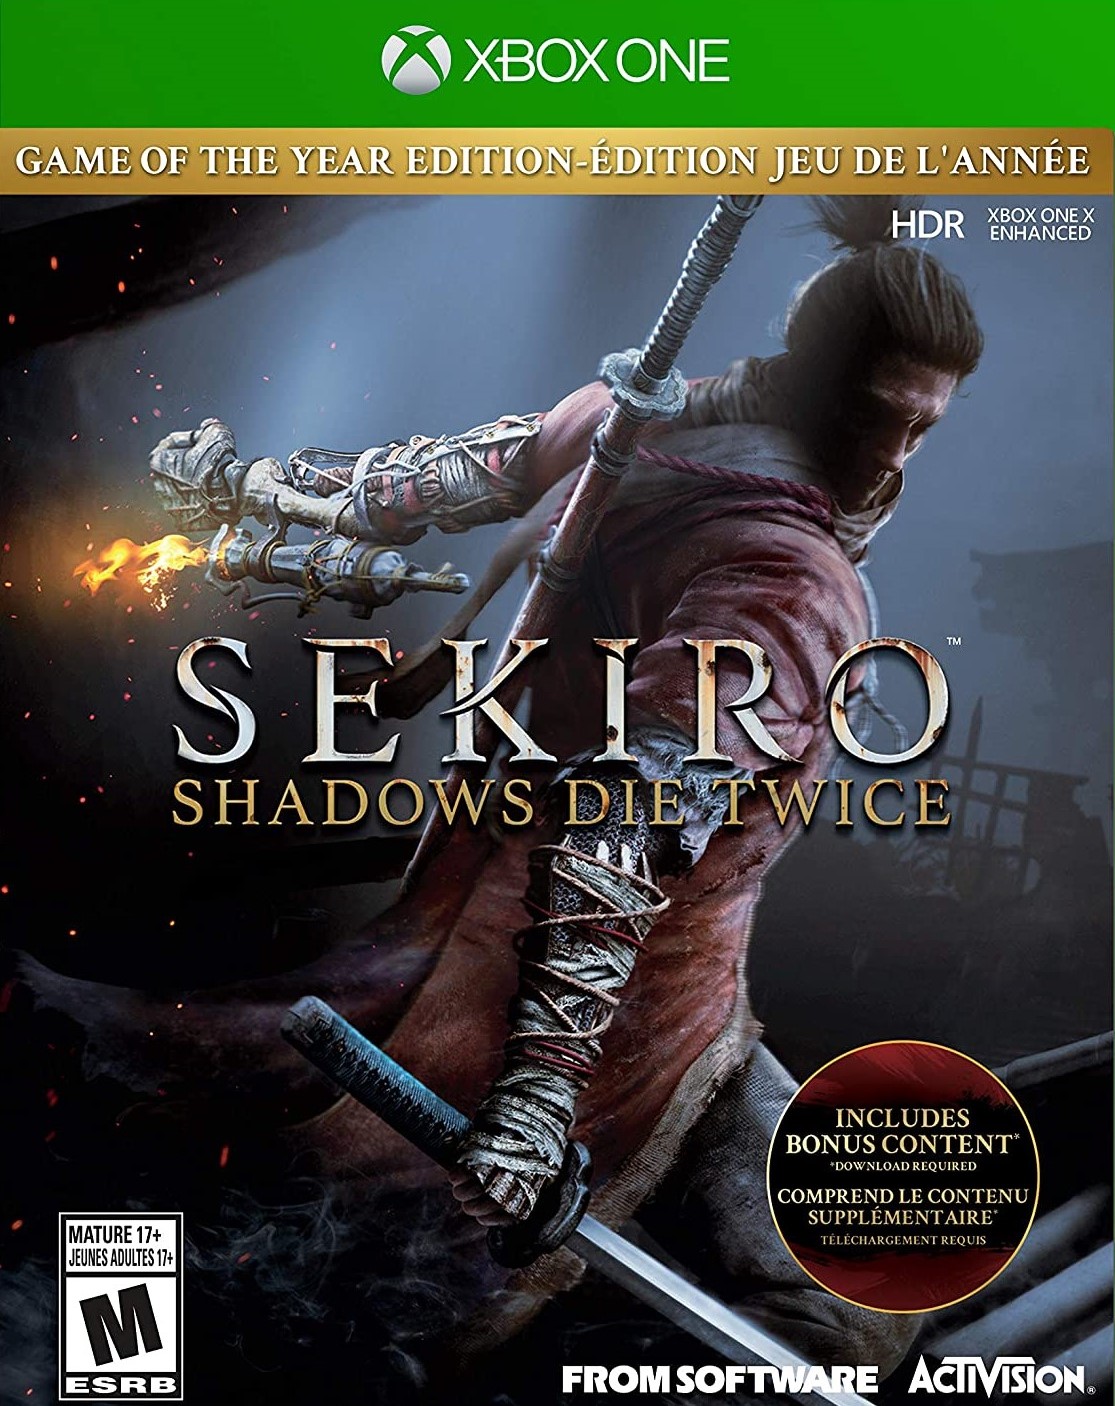 XBOX ONE
GAME OF THE YEAR EDITION-ÉDITION JEU DE L'ANNÉE
HDR
XBOX ONE X
ENHANCED
SEKIRO™
SHADOWS DIE TWICE
INCLUDES
BONUS CONTENT*
*DOWNLOAD REQUIRED
COMPREND LE CONTENU
SUPPLÉMENTAIRE*
TÉLÉCHARGEMENT REQUIS
MATURE 17+
JEUNES ADULTES 17+
M
ESRB
FROM SOFTWARE
ACTIVISION®